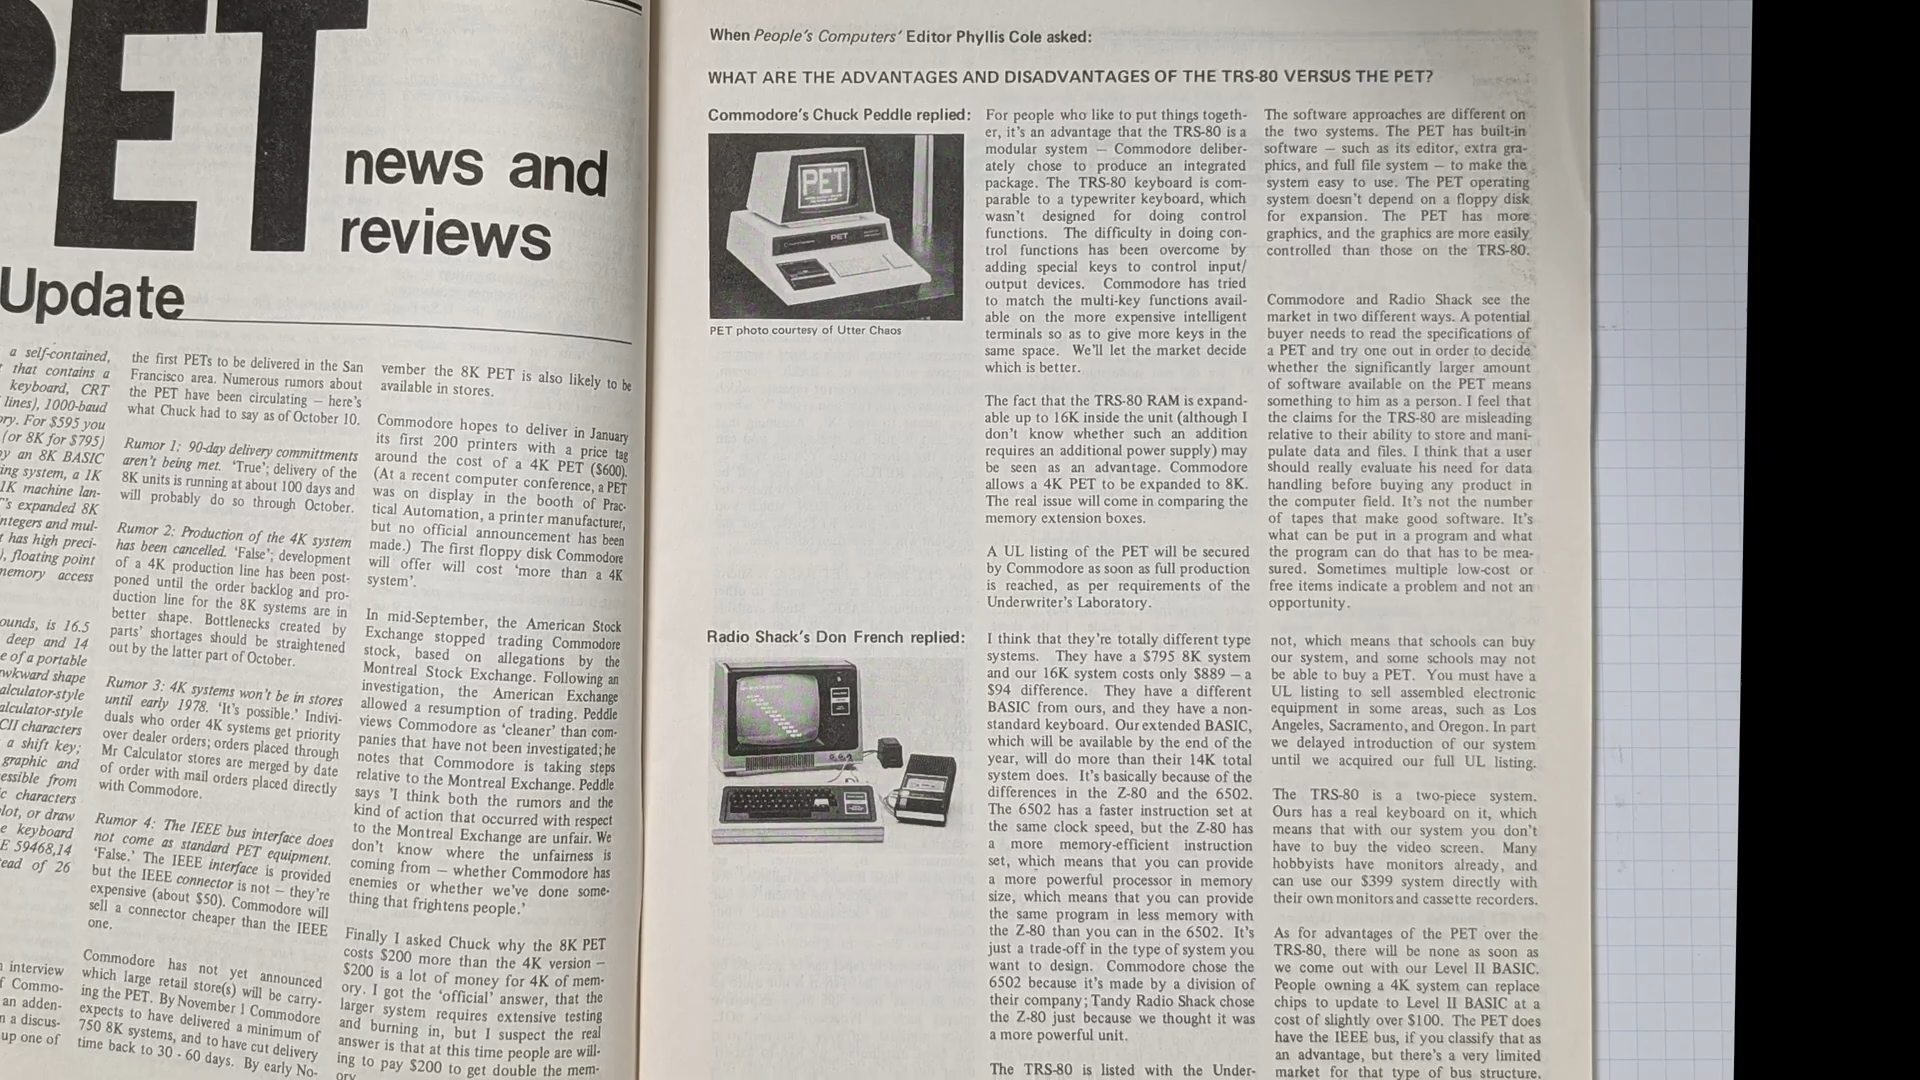 PET
news and
reviews
Update
a self-contained,
that contains a
keyboard, CRT
lines), 1000-baud
ory. For $595 you
(or 8K for $795)
by an 8K BASIC
ing system, a 1K
1K machine lan-
's expanded 8K
ntegers and mul-
t has high preci-
), floating point
memory access
ounds, is 16.5
deep and 14
e of a portable
wkward shape
alculator-style
alculator-style
CII characters
a shift key;
graphic and
essible from
ic characters
lot, or draw
e keyboard
E 59468,14
ead of 26
interview
f Commo-
an adden-
n a discus-
up one of
the first PETs to be delivered in the San
Francisco area. Numerous rumors about
the PET have been circulating — here's
what Chuck had to say as of October 10.
Rumor 1: 90-day delivery committments
aren't being met. 'True'; delivery of the
8K units is running at about 100 days and
will probably do so through October.
Rumor 2: Production of the 4K system
has been cancelled. 'False'; development
of a 4K production line has been post-
poned until the order backlog and pro-
duction line for the 8K systems are in
better shape. Bottlenecks created by
parts' shortages should be straightened
out by the latter part of October.
Rumor 3: 4K systems won't be in stores
until early 1978. 'It's possible.' Indivi-
duals who order 4K systems get priority
over dealer orders; orders placed through
Mr Calculator stores are merged by date
of order with mail orders placed directly
with Commodore.
Rumor 4: The IEEE bus interface does
not come as standard PET equipment.
'False.' The IEEE interface is provided
but the IEEE connector is not — they're
expensive (about $50). Commodore will
sell a connector cheaper than the IEEE
one.
Commodore has not yet announced
which large retail store(s) will be carry-
ing the PET. By November 1 Commodore
expects to have delivered a minimum of
750 8K systems, and to have cut delivery
time back to 30 - 60 days. By early No-
vember the 8K PET is also likely to be
available in stores.
Commodore hopes to deliver in January
its first 200 printers with a price tag
around the cost of a 4K PET ($600).
(At a recent computer conference, a PET
was on display in the booth of Prac-
tical Automation, a printer manufacturer,
but no official announcement has been
made.) The first floppy disk Commodore
will offer will cost 'more than a 4K
system'.
In mid-September, the American Stock
Exchange stopped trading Commodore
stock, based on allegations by the
Montreal Stock Exchange. Following an
investigation, the American Exchange
allowed a resumption of trading. Peddle
views Commodore as 'cleaner' than com-
panies that have not been investigated; he
notes that Commodore is taking steps
relative to the Montreal Exchange. Peddle
says 'I think both the rumors and the
kind of action that occurred with respect
to the Montreal Exchange are unfair. We
don't know where the unfairness is
coming from — whether Commodore has
enemies or whether we've done some-
thing that frightens people.'
Finally I asked Chuck why the 8K PET
costs $200 more than the 4K version —
$200 is a lot of money for 4K of mem-
ory. I got the 'official' answer, that the
larger system requires extensive testing
and burning in, but I suspect the real
answer is that at this time people are will-
ing to pay $200 to get double the mem-
ory
When People's Computers' Editor Phyllis Cole asked:
WHAT ARE THE ADVANTAGES AND DISADVANTAGES OF THE TRS-80 VERSUS THE PET?
Commodore's Chuck Peddle replied:
PET
PET
PET photo courtesy of Utter Chaos
For people who like to put things togeth-
er, it's an advantage that the TRS-80 is a
modular system — Commodore deliber-
ately chose to produce an integrated
package. The TRS-80 keyboard is com-
parable to a typewriter keyboard, which
wasn't designed for doing control
functions. The difficulty in doing con-
trol functions has been overcome by
adding special keys to control input/
output devices. Commodore has tried
to match the multi-key functions avail-
able on the more expensive intelligent
terminals so as to give more keys in the
same space. We'll let the market decide
which is better.
The fact that the TRS-80 RAM is expand-
able up to 16K inside the unit (although I
don't know whether such an addition
requires an additional power supply) may
be seen as an advantage. Commodore
allows a 4K PET to be expanded to 8K.
The real issue will come in comparing the
memory extension boxes.
A UL listing of the PET will be secured
by Commodore as soon as full production
is reached, as per requirements of the
Underwriter's Laboratory.
The software approaches are different on
the two systems. The PET has built-in
software — such as its editor, extra gra-
phics, and full file system — to make the
system easy to use. The PET operating
system doesn't depend on a floppy disk
for expansion. The PET has more
graphics, and the graphics are more easily
controlled than those on the TRS-80.
Commodore and Radio Shack see the
market in two different ways. A potential
buyer needs to read the specifications of
a PET and try one out in order to decide
whether the significantly larger amount
of software available on the PET means
something to him as a person. I feel that
the claims for the TRS-80 are misleading
relative to their ability to store and mani-
pulate data and files. I think that a user
should really evaluate his need for data
handling before buying any product in
the computer field. It's not the number
of tapes that make good software. It's
what can be put in a program and what
the program can do that has to be mea-
sured. Sometimes multiple low-cost or
free items indicate a problem and not an
opportunity.
Radio Shack's Don French replied:
I think that they're totally different type
systems. They have a $795 8K system
and our 16K system costs only $889 — a
$94 difference. They have a different
BASIC from ours, and they have a non-
standard keyboard. Our extended BASIC,
which will be available by the end of the
year, will do more than their 14K total
system does. It's basically because of the
differences in the Z-80 and the 6502.
The 6502 has a faster instruction set at
the same clock speed, but the Z-80 has
a more memory-efficient instruction
set, which means that you can provide
a more powerful processor in memory
size, which means that you can provide
the same program in less memory with
the Z-80 than you can in the 6502. It's
just a trade-off in the type of system you
want to design. Commodore chose the
6502 because it's made by a division of
their company; Tandy Radio Shack chose
the Z-80 just because we thought it was
a more powerful unit.
The TRS-80 is listed with the Under-
not, which means that schools can buy
our system, and some schools may not
be able to buy a PET. You must have a
UL listing to sell assembled electronic
equipment in some areas, such as Los
Angeles, Sacramento, and Oregon. In part
we delayed introduction of our system
until we acquired our full UL listing.
The TRS-80 is a two-piece system.
Ours has a real keyboard on it, which
means that with our system you don't
have to buy the video screen. Many
hobbyists have monitors already, and
can use our $399 system directly with
their own monitors and cassette recorders.
As for advantages of the PET over the
TRS-80, there will be none as soon as
we come out with our Level II BASIC.
People owning a 4K system can replace
chips to update to Level II BASIC at a
cost of slightly over $100. The PET does
have the IEEE bus, if you classify that as
an advantage, but there's a very limited
market for that type of bus structure.